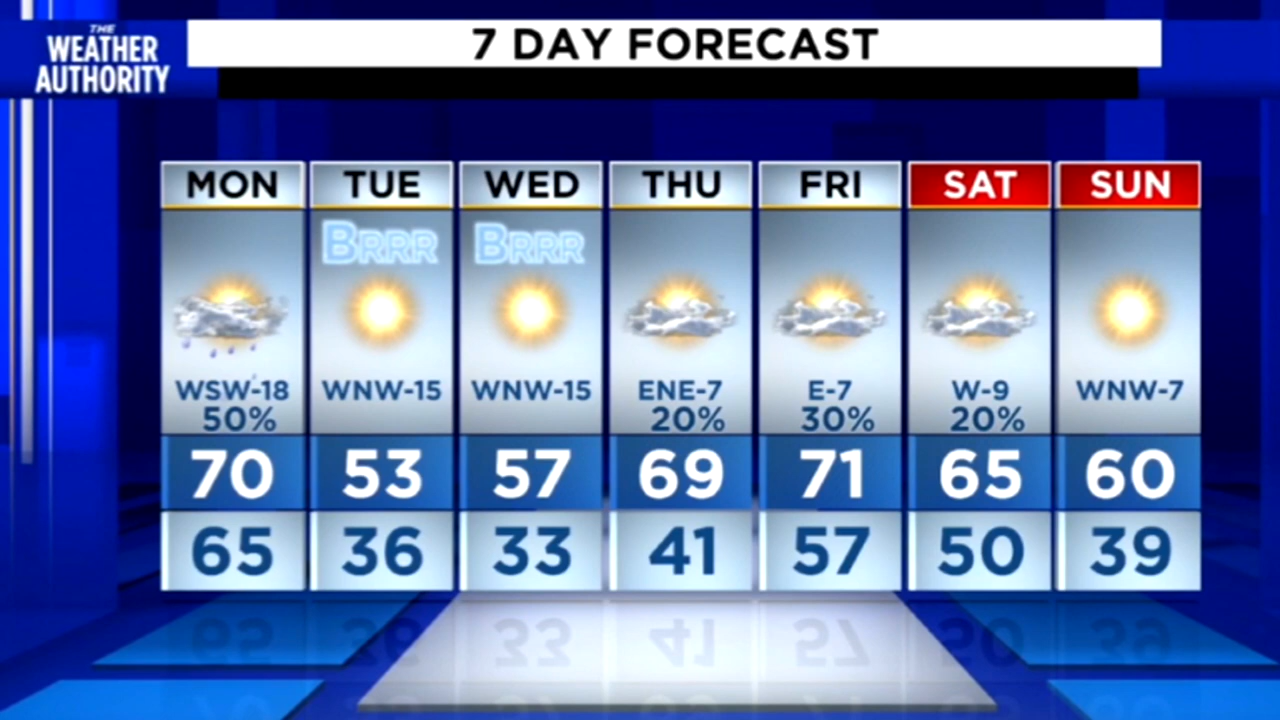 THE
WEATHER
AUTHORITY
7 DAY FORECAST
MON TUE WED THU FRI SAT SUN
BRRR BRRR
WSW-18 WNW-15 WNW-15 ENE-7 E-7 W-9 WNW-7
50% 20% 30% 20%
70 53 57 69 71 65 60
65 36 33 41 57 50 39